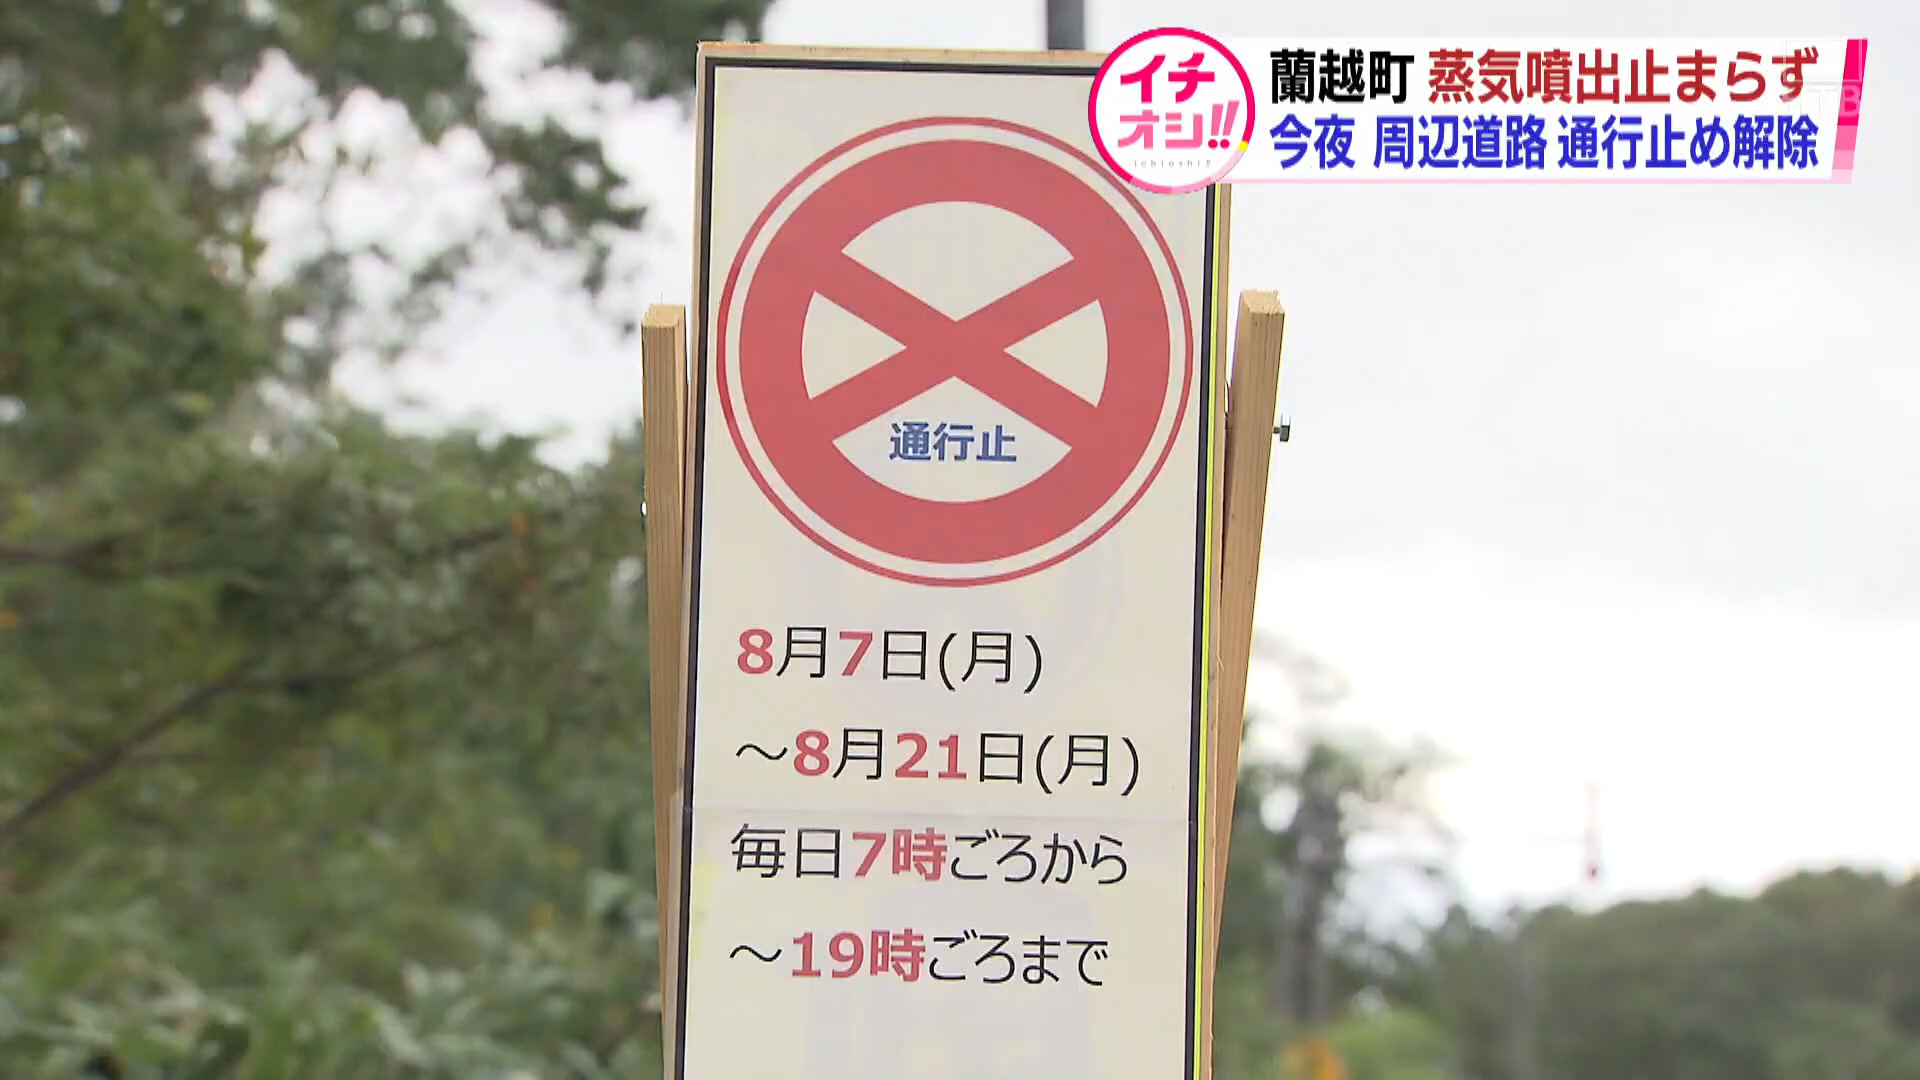 イチ
オシ!!
ichioshi!!
蘭越町 蒸気噴出止まらず
今夜 周辺道路 通行止め解除
HTB
通行止
8月7日(月)
～8月21日(月)
毎日7時ごろから
～19時ごろまで